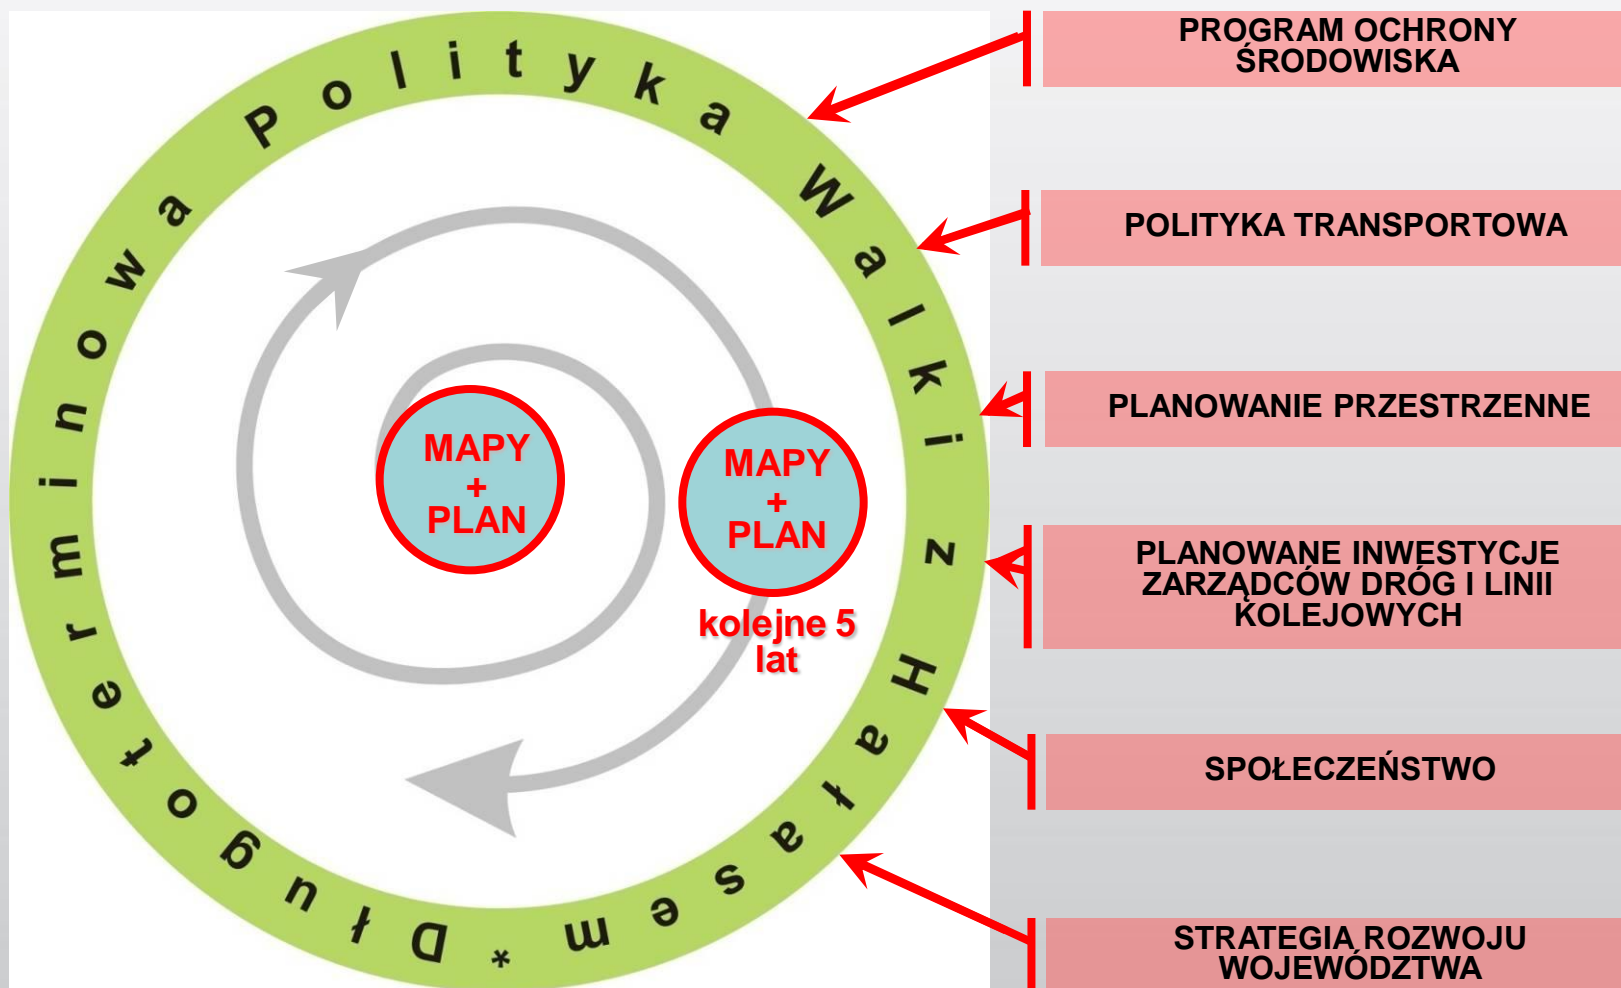 Długoterminowa Polityka Walki z Hałasem *
MAPY
+
PLAN
MAPY
+
PLAN
kolejne 5
lat
PROGRAM OCHRONY
ŚRODOWISKA
POLITYKA TRANSPORTOWA
PLANOWANIE PRZESTRZENNE
PLANOWANE INWESTYCJE
ZARZĄDCÓW DRÓG I LINII
KOLEJOWYCH
SPOŁECZEŃSTWO
STRATEGIA ROZWOJU
WOJEWÓDZTWA